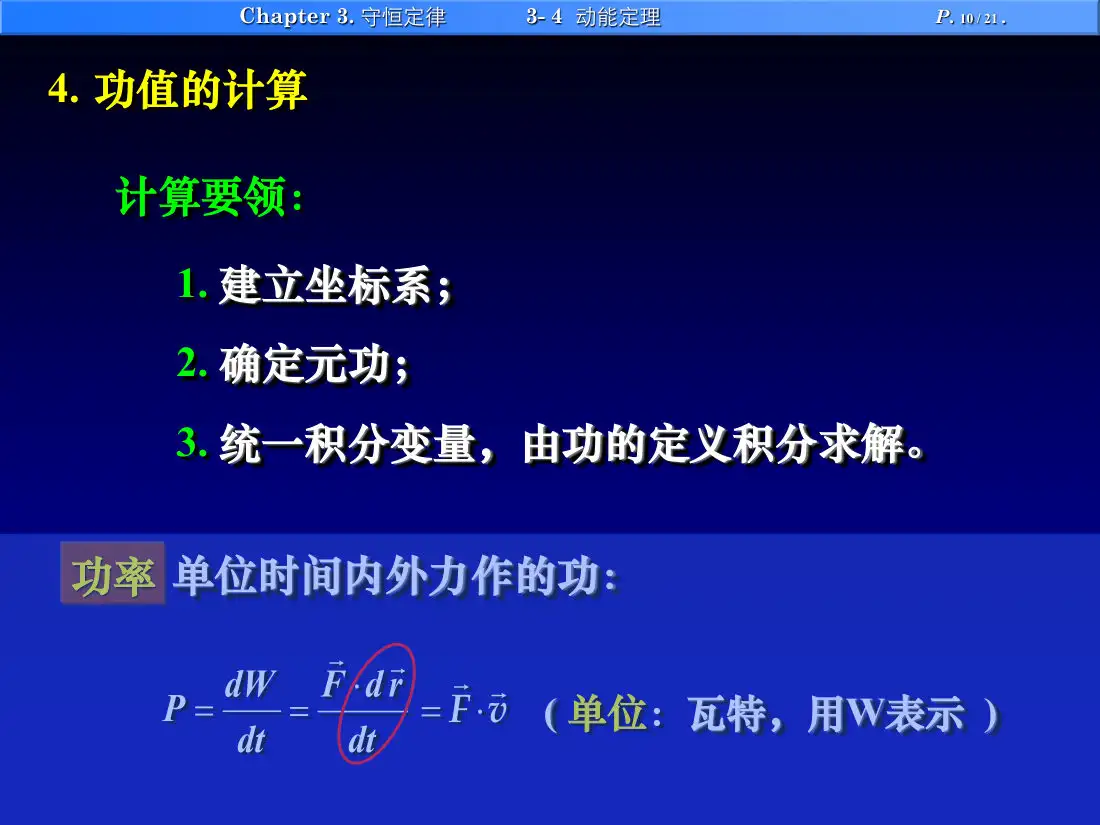 Chapter 3. 守恒定律 3- 4 动能定理 P. 10 / 21 .
4. 功值的计算
计算要领：
1. 建立坐标系；
2. 确定元功；
3. 统一积分变量，由功的定义积分求解。
功率 单位时间内外力作的功：
P = dW/dt = F⃗ · d r⃗/dt = F⃗ · v⃗ ( 单位：瓦特，用W表示 )